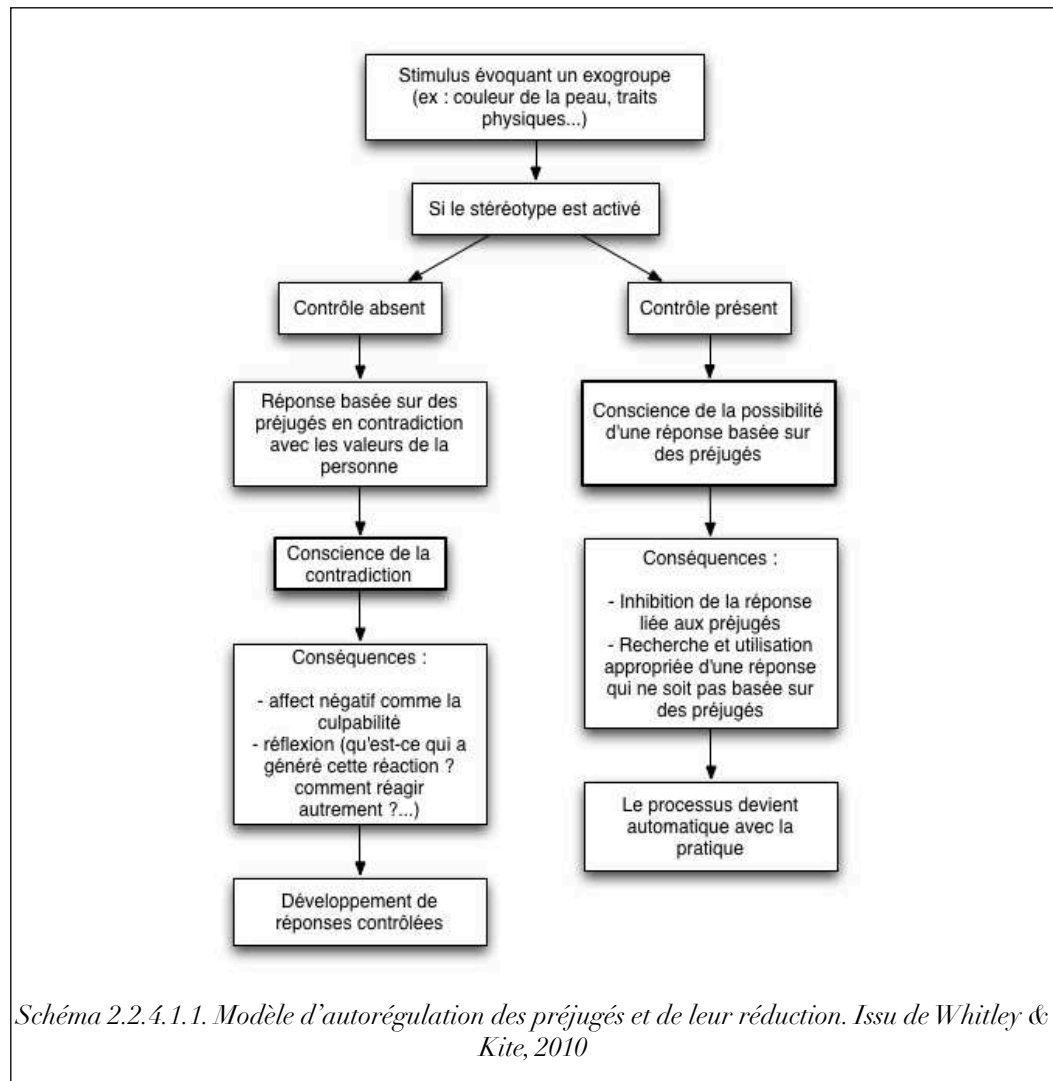 Stimulus évoquant un exogroupe
(ex : couleur de la peau, traits
physiques...)
Si le stéréotype est activé
Contrôle absent
Contrôle présent
Réponse basée sur des
préjugés en contradiction
avec les valeurs de la
personne
Conscience de la possibilité
d'une réponse basée sur
des préjugés
Conscience de la
contradiction
Conséquences :
- Inhibition de la réponse
liée aux préjugés
- Recherche et utilisation
appropriée d'une réponse
qui ne soit pas basée sur
des préjugés
Conséquences :
- affect négatif comme la
culpabilité
- réflexion (qu'est-ce qui a
généré cette réaction ?
comment réagir
autrement ?...)
Le processus devient
automatique avec la
pratique
Développement de
réponses contrôlées
Schéma 2.2.4.1.1. Modèle d'autorégulation des préjugés et de leur réduction. Issu de Whitley &
Kite, 2010